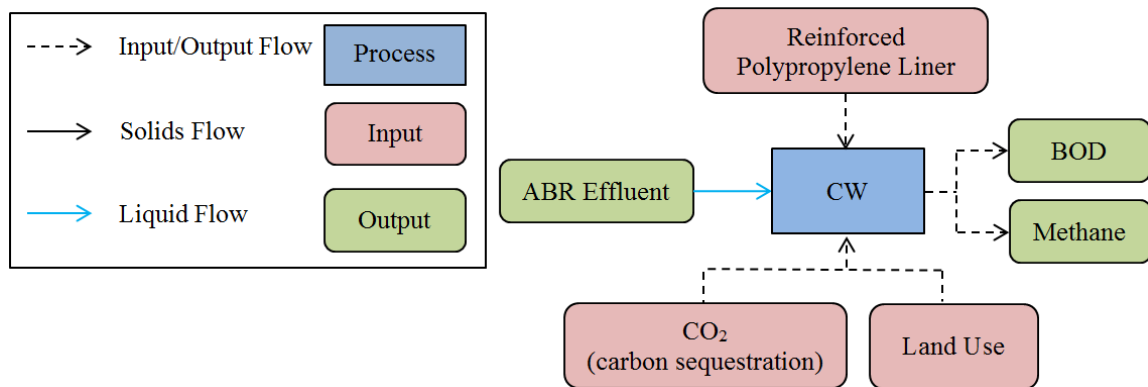 Input/Output Flow
Process
Solids Flow
Input
Liquid Flow
Output
Reinforced
Polypropylene Liner
ABR Effluent
CW
BOD
Methane
CO₂
(carbon sequestration)
Land Use